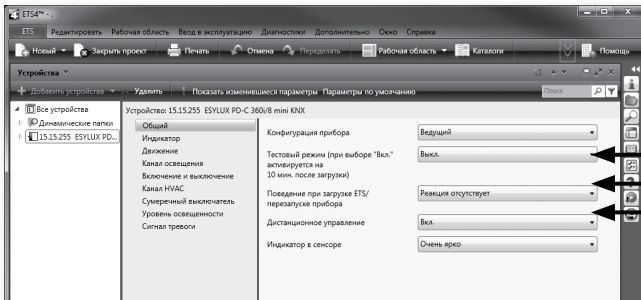 ETS4™ - .
ETS Редактировать Рабочая область Ввод в эксплуатацию Диагностики Дополнительно Окно Справка
Новый Закрыть проект Печать Отмена Переделать Рабочая область Каталоги Помощь
Устройства
Добавить устройства Удалить Показать изменившиеся параметры Параметры по умолчанию Поиск
Все устройства
Динамические папки
15.15.255 ESYLUX PD...
Устройство: 15.15.255 ESYLUX PD-C 360i/8 mini KNX
Общий
Индикатор
Движение
Канал освещения
Включение и выключение
Канал HVAC
Сумеречный выключатель
Уровень освещенности
Сигнал тревоги
Конфигурация прибора Ведущий
Тестовый режим (при выборе "Вкл." Выкл.
активируется на
10 мин. после загрузки)
Поведение при загрузке ETS/ Реакция отсутствует
перезапуске прибора
Дистанционное управление Вкл.
Индикатор в сенсоре Очень ярко